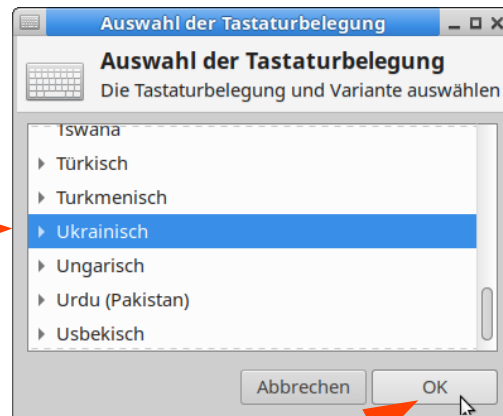 Auswahl der Tastaturbelegung
Auswahl der Tastaturbelegung
Die Tastaturbelegung und Variante auswählen
Tswana
Türkisch
Turkmenisch
Ukrainisch
Ungarisch
Urdu (Pakistan)
Usbekisch
Abbrechen OK